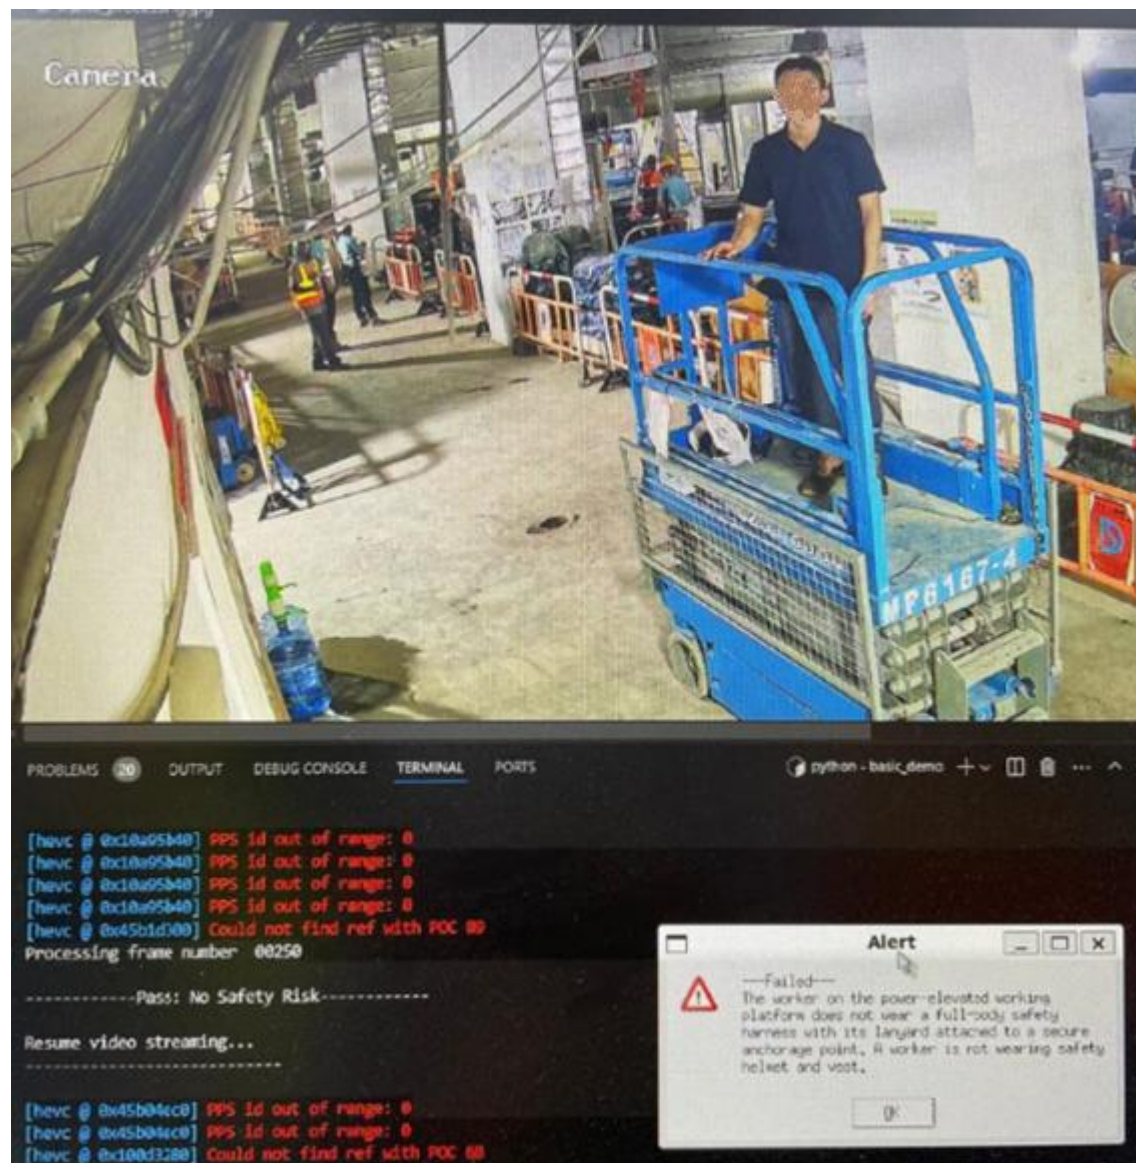 Camera
MP6167-4
PROBLEMS 20 OUTPUT DEBUG CONSOLE TERMINAL PORTS python - basic_demo
[hevc @ 0x10a95b40] PPS id out of range: 0
[hevc @ 0x10a95b40] PPS id out of range: 0
[hevc @ 0x10a95b40] PPS id out of range: 0
[hevc @ 0x10a95b40] PPS id out of range: 0
[hevc @ 0x45b1d300] Could not find ref with POC 09
Processing frame number 00250
------------Pass: No Safety Risk------------
Resume video streaming...
----------------------------
[hevc @ 0x45b04cc0] PPS id out of range: 0
[hevc @ 0x45b04cc0] PPS id out of range: 0
[hevc @ 0x100d3280] Could not find ref with POC 68
Alert
---Failed---
The worker on the power-elevated working
platform does not wear a full-body safety
harness with its lanyard attached to a secure
anchorage point. A worker is not wearing safety
helmet and vest.
OK